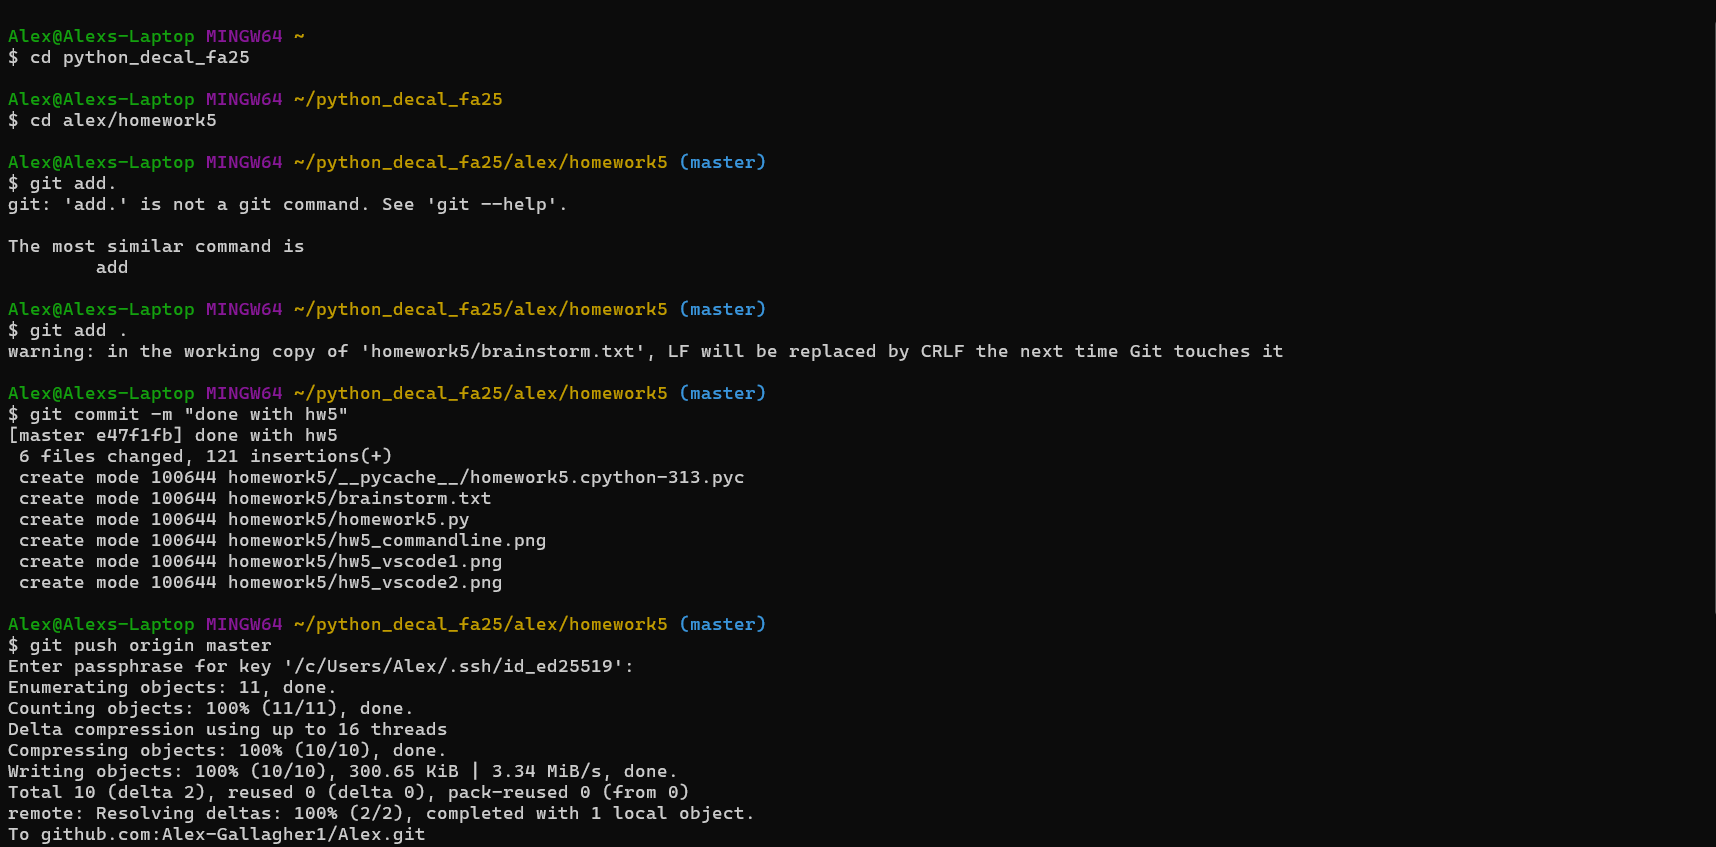 Alex@Alexs-Laptop MINGW64 ~
$ cd python_decal_fa25
Alex@Alexs-Laptop MINGW64 ~/python_decal_fa25
$ cd alex/homework5
Alex@Alexs-Laptop MINGW64 ~/python_decal_fa25/alex/homework5 (master)
$ git add.
git: 'add.' is not a git command. See 'git --help'.
The most similar command is
        add
Alex@Alexs-Laptop MINGW64 ~/python_decal_fa25/alex/homework5 (master)
$ git add .
warning: in the working copy of 'homework5/brainstorm.txt', LF will be replaced by CRLF the next time Git touches it
Alex@Alexs-Laptop MINGW64 ~/python_decal_fa25/alex/homework5 (master)
$ git commit -m "done with hw5"
[master e47f1fb] done with hw5
 6 files changed, 121 insertions(+)
 create mode 100644 homework5/__pycache__/homework5.cpython-313.pyc
 create mode 100644 homework5/brainstorm.txt
 create mode 100644 homework5/homework5.py
 create mode 100644 homework5/hw5_commandline.png
 create mode 100644 homework5/hw5_vscode1.png
 create mode 100644 homework5/hw5_vscode2.png
Alex@Alexs-Laptop MINGW64 ~/python_decal_fa25/alex/homework5 (master)
$ git push origin master
Enter passphrase for key '/c/Users/Alex/.ssh/id_ed25519':
Enumerating objects: 11, done.
Counting objects: 100% (11/11), done.
Delta compression using up to 16 threads
Compressing objects: 100% (10/10), done.
Writing objects: 100% (10/10), 300.65 KiB | 3.34 MiB/s, done.
Total 10 (delta 2), reused 0 (delta 0), pack-reused 0 (from 0)
remote: Resolving deltas: 100% (2/2), completed with 1 local object.
To github.com:Alex-Gallagher1/Alex.git